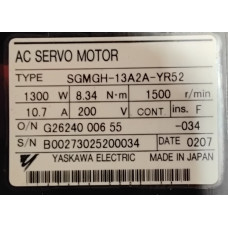 AC SERVO MOTOR
TYPE SGMGH-13A2A-YR52
1300 W 8.34 N·m 1500 r/min
10.7 A 200 V CONT. ins. F
O/N G26240 006 55 -034
S/N B00273025200034 DATE 0207
YASKAWA ELECTRIC MADE IN JAPAN